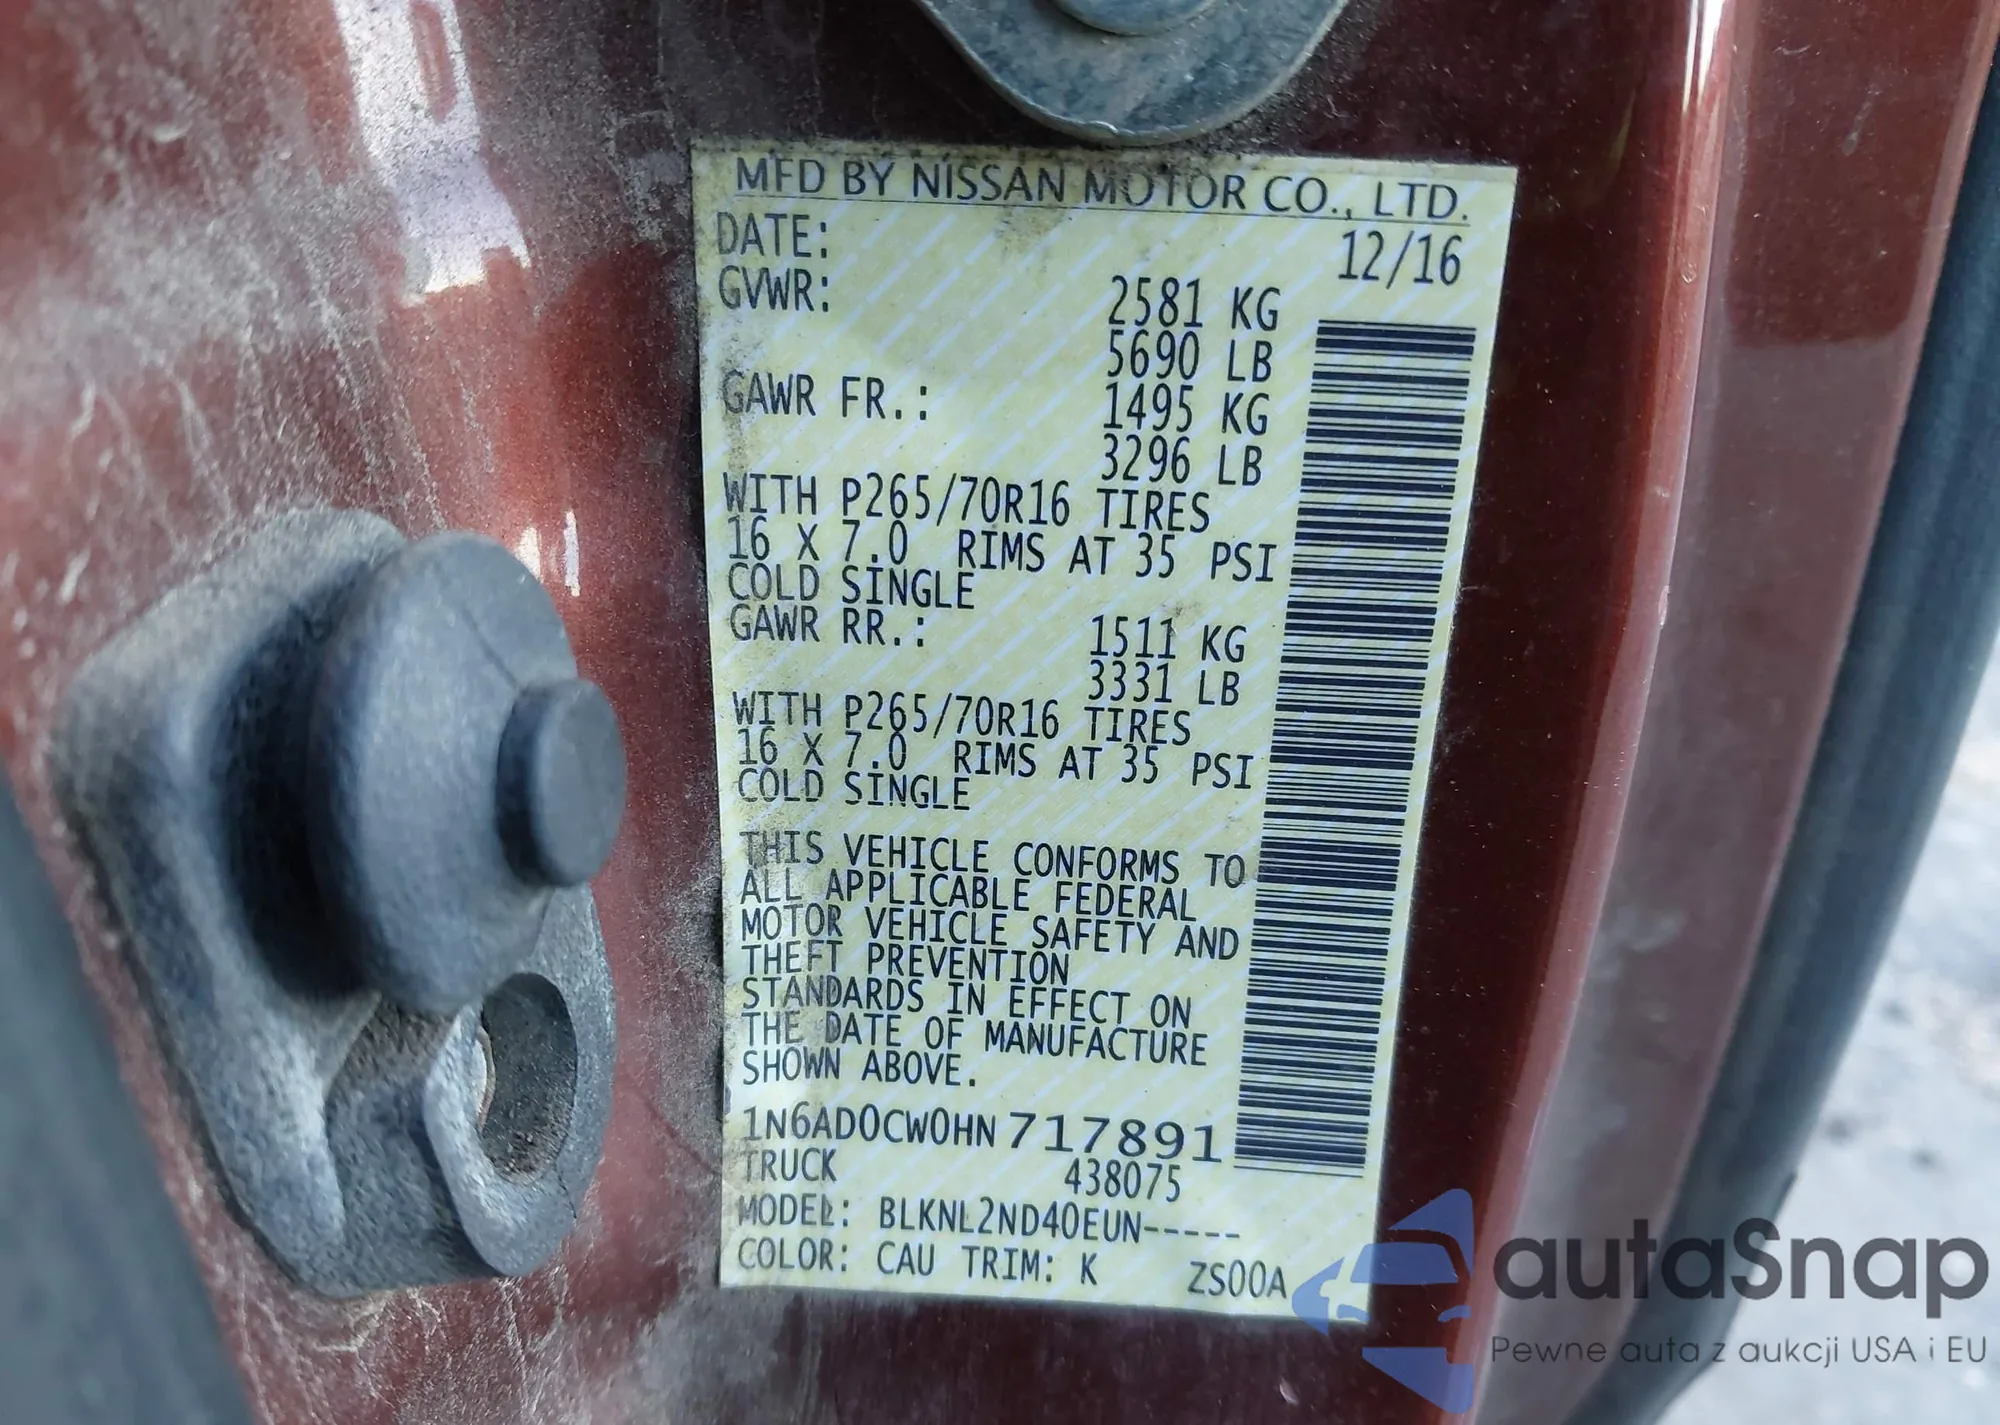 MFD BY NISSAN MOTOR CO., LTD.
DATE: 12/16
GVWR: 2581 KG
5690 LB
GAWR FR.: 1495 KG
3296 LB
WITH P265/70R16 TIRES
16 X 7.0 RIMS AT 35 PSI
COLD SINGLE
GAWR RR.: 1511 KG
3331 LB
WITH P265/70R16 TIRES
16 X 7.0 RIMS AT 35 PSI
COLD SINGLE
THIS VEHICLE CONFORMS TO
ALL APPLICABLE FEDERAL
MOTOR VEHICLE SAFETY AND
THEFT PREVENTION
STANDARDS IN EFFECT ON
THE DATE OF MANUFACTURE
SHOWN ABOVE.
1N6AD0CW0HN717891
TRUCK 438075
MODEL: BLKNL2ND40EUN-----
COLOR: CAU TRIM: K ZS00A
autaSnap
Pewne auta z aukcji USA i EU